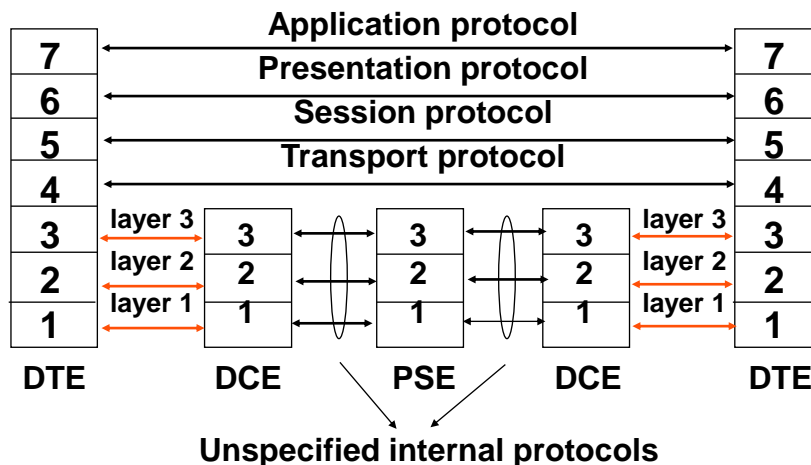 Application protocol
7 7
Presentation protocol
6 6
Session protocol
5 5
Transport protocol
4 4
layer 3 layer 3
3 3 3 3 3
layer 2 layer 2
2 2 2 2 2
layer 1 layer 1
1 1 1 1 1
DTE DCE PSE DCE DTE
Unspecified internal protocols